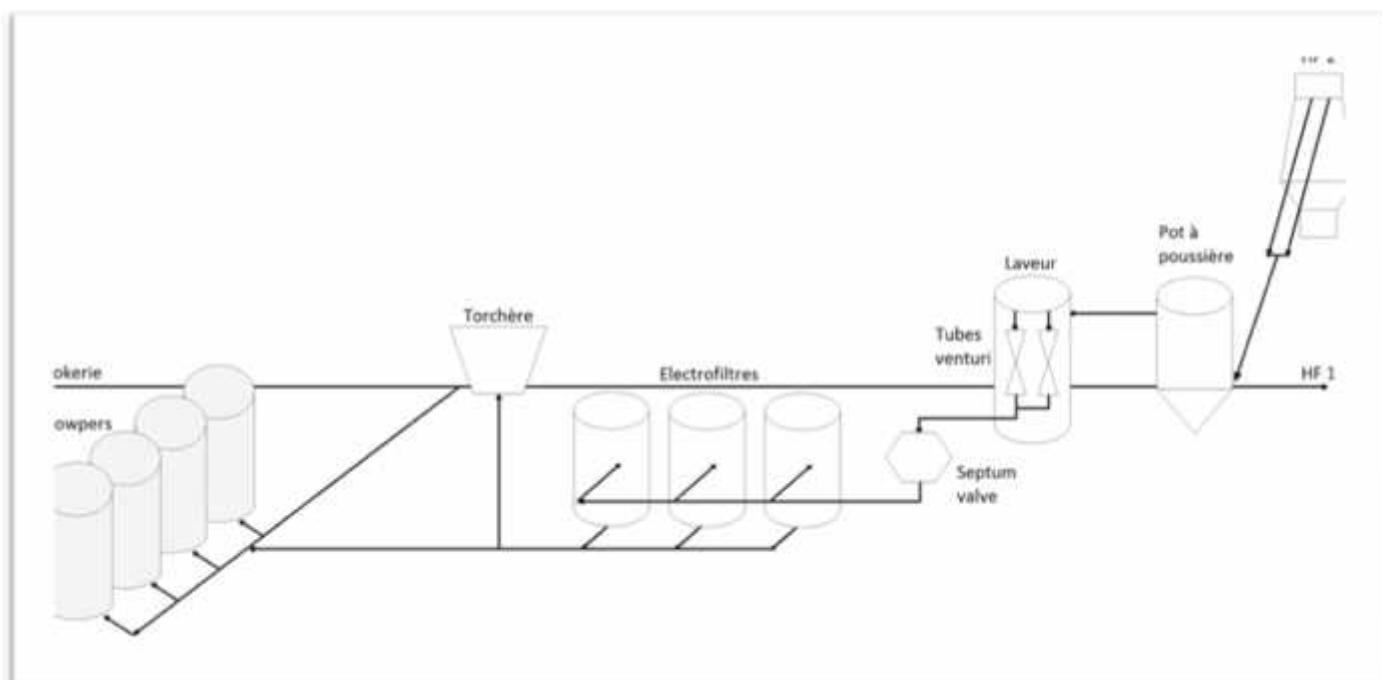 Pot à
poussière
Laveur
Torchère
Tubes
venturi
okerie
Electrofiltres
HF 1
owpers
Septum
valve